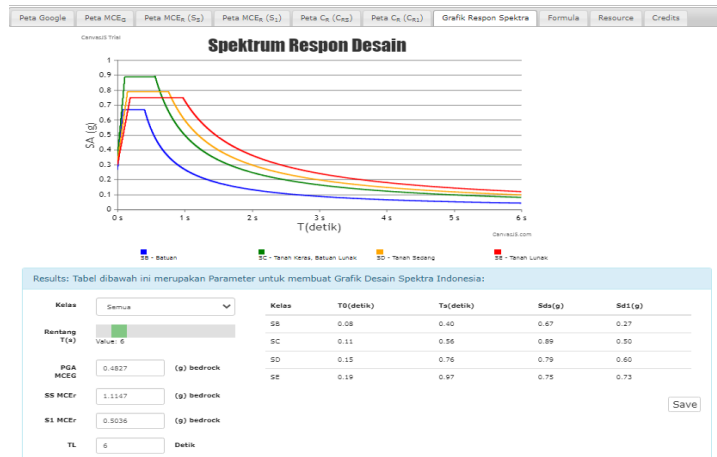 Peta Google Peta MCEG Peta MCER (SS) Peta MCER (S1) Peta CR (CRS) Peta CR (CR1) Grafik Respon Spektra Formula Resource Credits
CanvasJS Trial
Spektrum Respon Desain
1
0.9
0.8
0.7
0.6
0.5
0.4
0.3
0.2
0.1
0
SA (g)
0 s 1 s 2 s 3 s 4 s 5 s 6 s
T(detik)
CanvasJS.com
SB - Batuan SC - Tanah Keras, Batuan Lunak SD - Tanah Sedang SE - Tanah Lunak
Results: Tabel dibawah ini merupakan Parameter untuk membuat Grafik Desain Spektra Indonesia:
Kelas Semua
Rentang T(s) Value: 6
PGA MCEG 0.4827 (g) bedrock
SS MCEr 1.1147 (g) bedrock
S1 MCEr 0.5036 (g) bedrock
TL 6 Detik
Kelas T0(detik) Ts(detik) Sds(g) Sd1(g)
SB 0.08 0.40 0.67 0.27
SC 0.11 0.56 0.89 0.50
SD 0.15 0.76 0.79 0.60
SE 0.19 0.97 0.75 0.73
Save